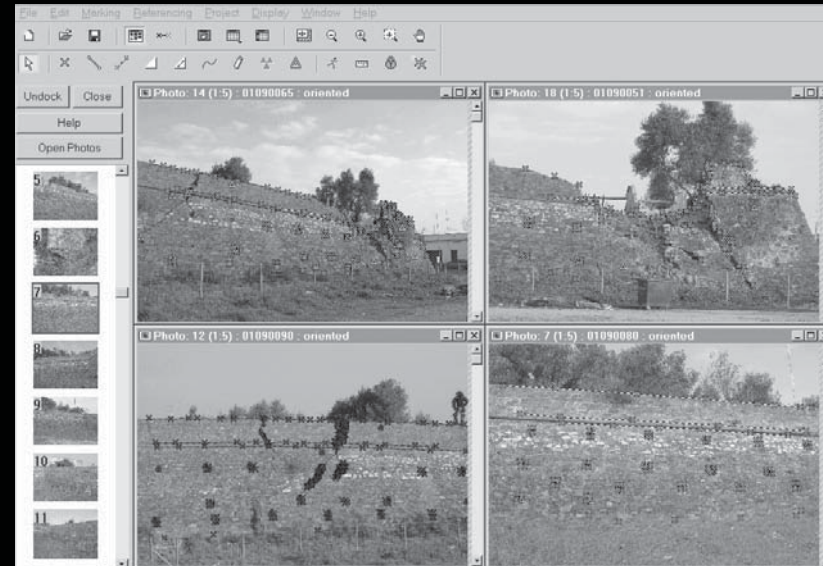 File Edit Marking Referencing Project Display Window Help
Undock Close
Help
Open Photos
5
6
7
8
9
10
11
Photo: 14 (1:5) : 01090065 : oriented
Photo: 18 (1:5) : 01090051 : oriented
Photo: 12 (1:5) : 01090090 : oriented
Photo: 7 (1:5) : 01090080 : oriented